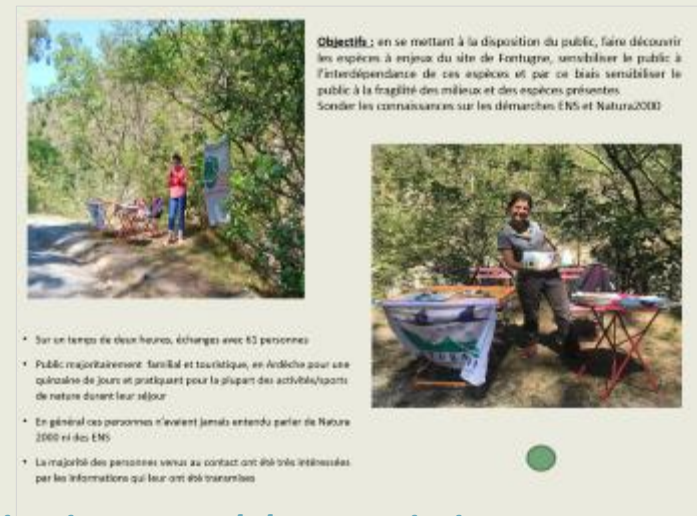 Objectifs : en se mettant à la disposition du public, faire découvrir
les espèces à enjeux du site de Fontugne, sensibiliser le public à
l'interdépendance de ces espèces et par ce biais sensibiliser le
public à la fragilité des milieux et des espèces présentes
Sonder les connaissances sur les démarches ENS et Natura2000
• Sur un temps de deux heures, échanges avec 61 personnes
• Public majoritairement familial et touristique, en Ardèche pour une
quinzaine de jours et pratiquant pour la plupart des activités/sports
de nature durant leur séjour
• En général ces personnes n'avaient jamais entendu parler de Natura
2000 ni des ENS
• La majorité des personnes venus au contact ont été très intéressées
par les informations qui leur ont été transmises